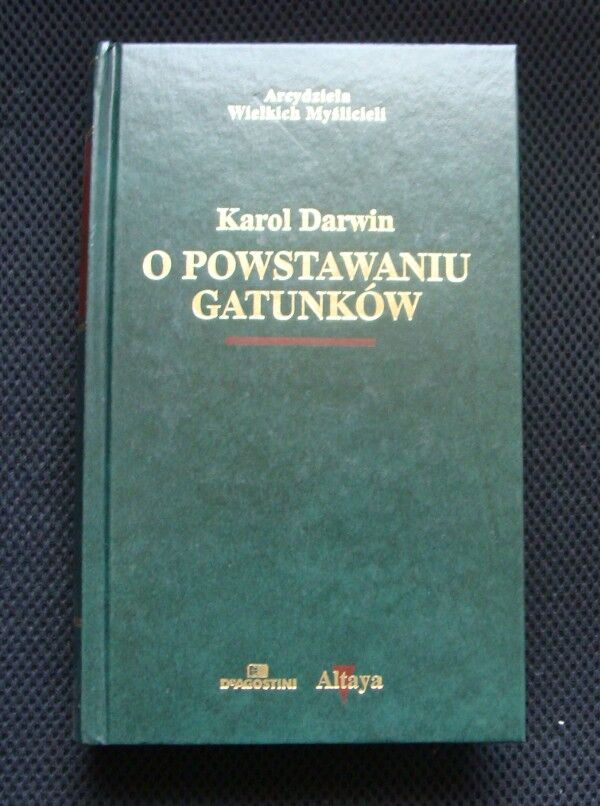 Arcydzieła
Wielkich Myślicieli
Karol Darwin
O POWSTAWANIU
GATUNKÓW
DeAGOSTINI Altaya